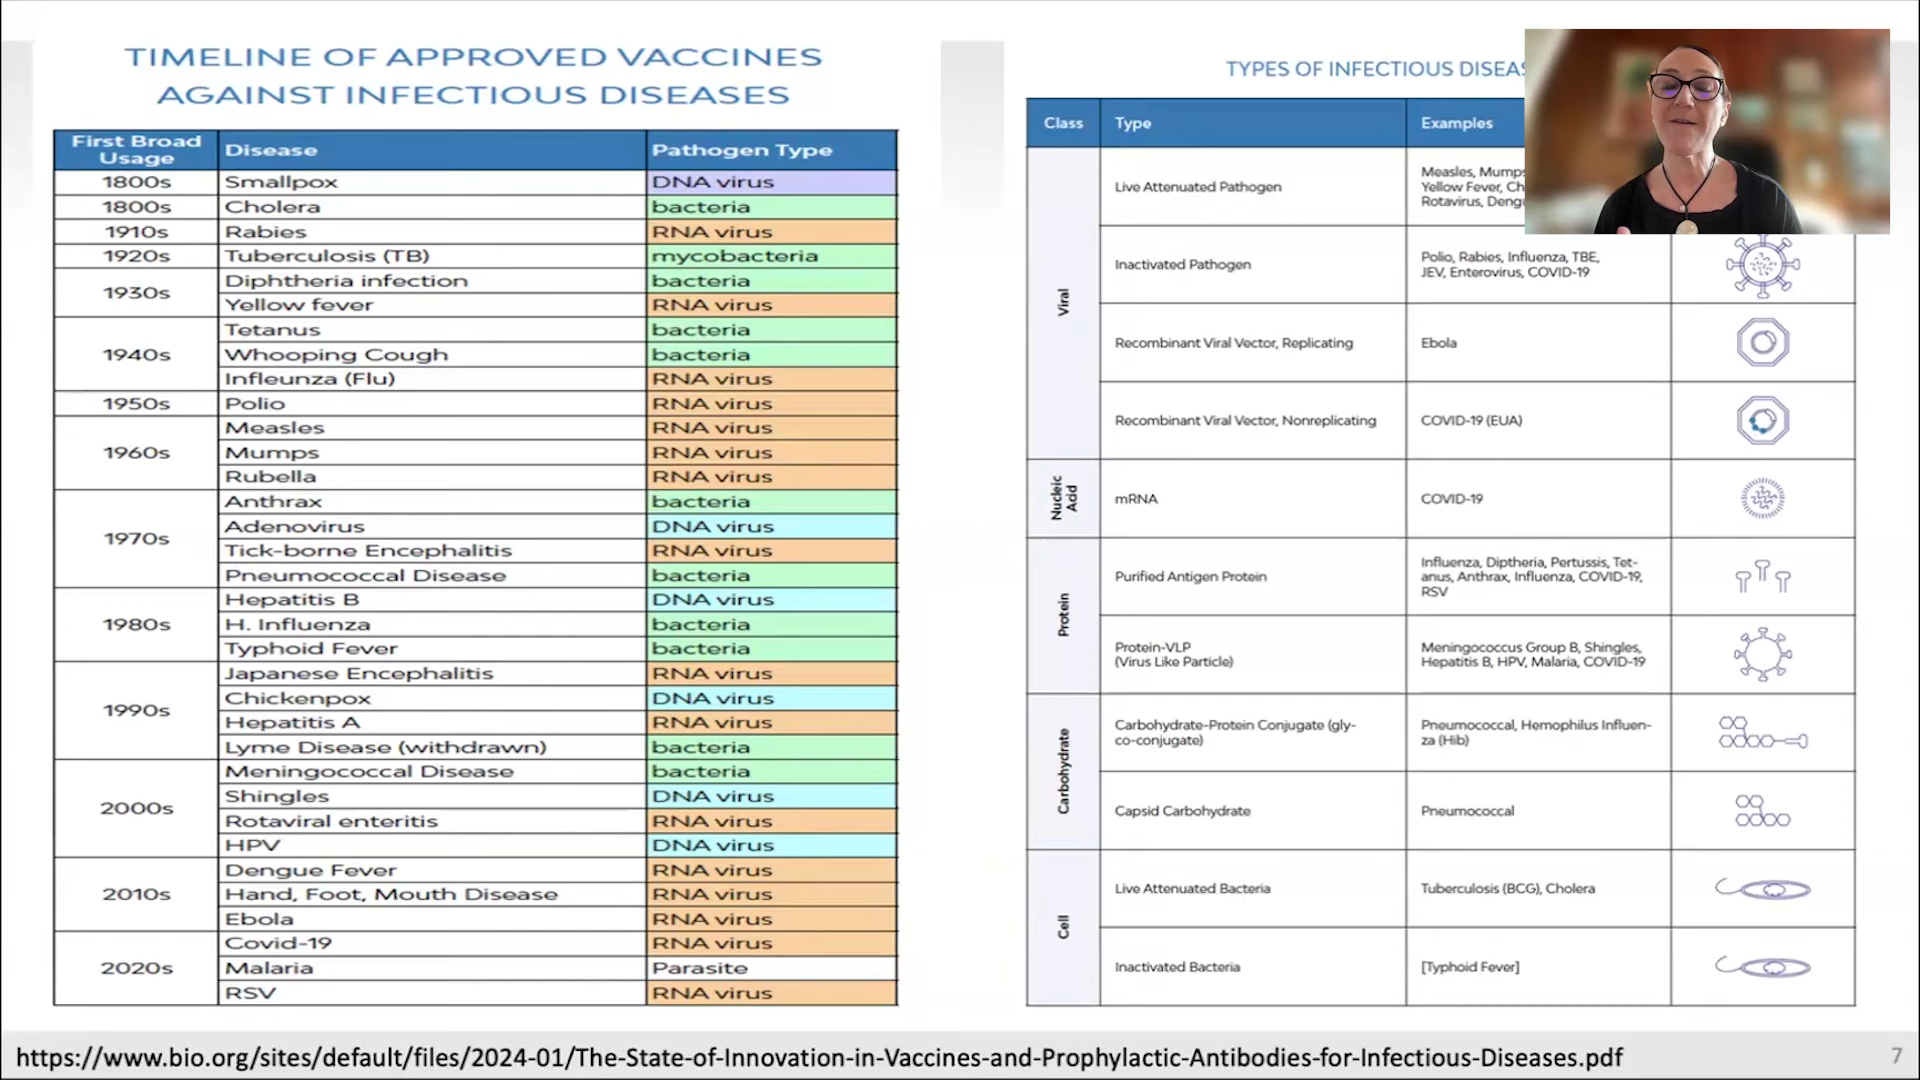 TIMELINE OF APPROVED VACCINES
AGAINST INFECTIOUS DISEASES
First Broad
Usage
Disease
Pathogen Type
1800s
Smallpox
DNA virus
1800s
Cholera
bacteria
1910s
Rabies
RNA virus
1920s
Tuberculosis (TB)
mycobacteria
1930s
Diphtheria infection
bacteria
Yellow fever
RNA virus
1940s
Tetanus
bacteria
Whooping Cough
bacteria
Infleunza (Flu)
RNA virus
1950s
Polio
RNA virus
1960s
Measles
RNA virus
Mumps
RNA virus
Rubella
RNA virus
1970s
Anthrax
bacteria
Adenovirus
DNA virus
Tick-borne Encephalitis
RNA virus
Pneumococcal Disease
bacteria
1980s
Hepatitis B
DNA virus
H. Influenza
bacteria
Typhoid Fever
bacteria
1990s
Japanese Encephalitis
RNA virus
Chickenpox
DNA virus
Hepatitis A
RNA virus
Lyme Disease (withdrawn)
bacteria
2000s
Meningococcal Disease
bacteria
Shingles
DNA virus
Rotaviral enteritis
RNA virus
HPV
DNA virus
2010s
Dengue Fever
RNA virus
Hand, Foot, Mouth Disease
RNA virus
Ebola
RNA virus
2020s
Covid-19
RNA virus
Malaria
Parasite
RSV
RNA virus
TYPES OF INFECTIOUS
Class
Type
Examples
Viral
Live Attenuated Pathogen
Measles, Mumps
Yellow Fever,
Rotavirus,
Inactivated Pathogen
Polio, Rabies, Influenza, TBE,
JEV, Enterovirus, COVID-19
Recombinant Viral Vector, Replicating
Ebola
Recombinant Viral Vector, Nonreplicating
COVID-19 (EUA)
Nucleic
Acid
mRNA
COVID-19
Protein
Purified Antigen Protein
Influenza, Diptheria, Pertussis, Tet-
anus, Anthrax, Influenza, COVID-19,
RSV
Protein-VLP
(Virus Like Particle)
Meningococcus Group B, Shingles,
Hepatitis B, HPV, Malaria, COVID-19
Carbohydrate
Carbohydrate-Protein Conjugate (gly-
co-conjugate)
Pneumococcal, Hemophilus Influen-
za (Hib)
Capsid Carbohydrate
Pneumococcal
Cell
Live Attenuated Bacteria
Tuberculosis (BCG), Cholera
Inactivated Bacteria
[Typhoid Fever]
https://www.bio.org/sites/default/files/2024-01/The-State-of-Innovation-in-Vaccines-and-Prophylactic-Antibodies-for-Infectious-Diseases.pdf
7